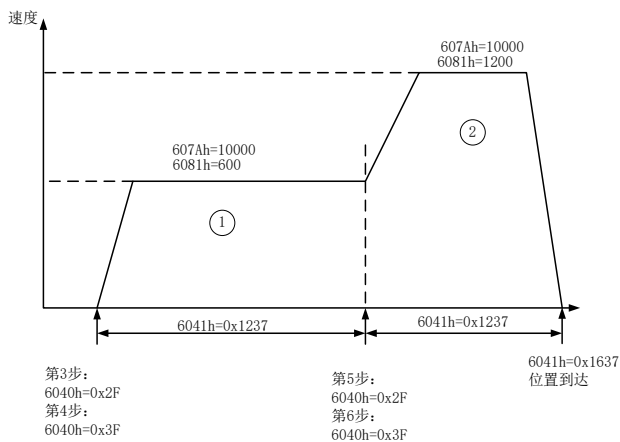 速度
607Ah=10000
6081h=1200
②
607Ah=10000
6081h=600
①
6041h=0x1237
6041h=0x1237
第3步：
6040h=0x2F
第4步：
6040h=0x3F
第5步：
6040h=0x2F
第6步：
6040h=0x3F
6041h=0x1637
位置到达